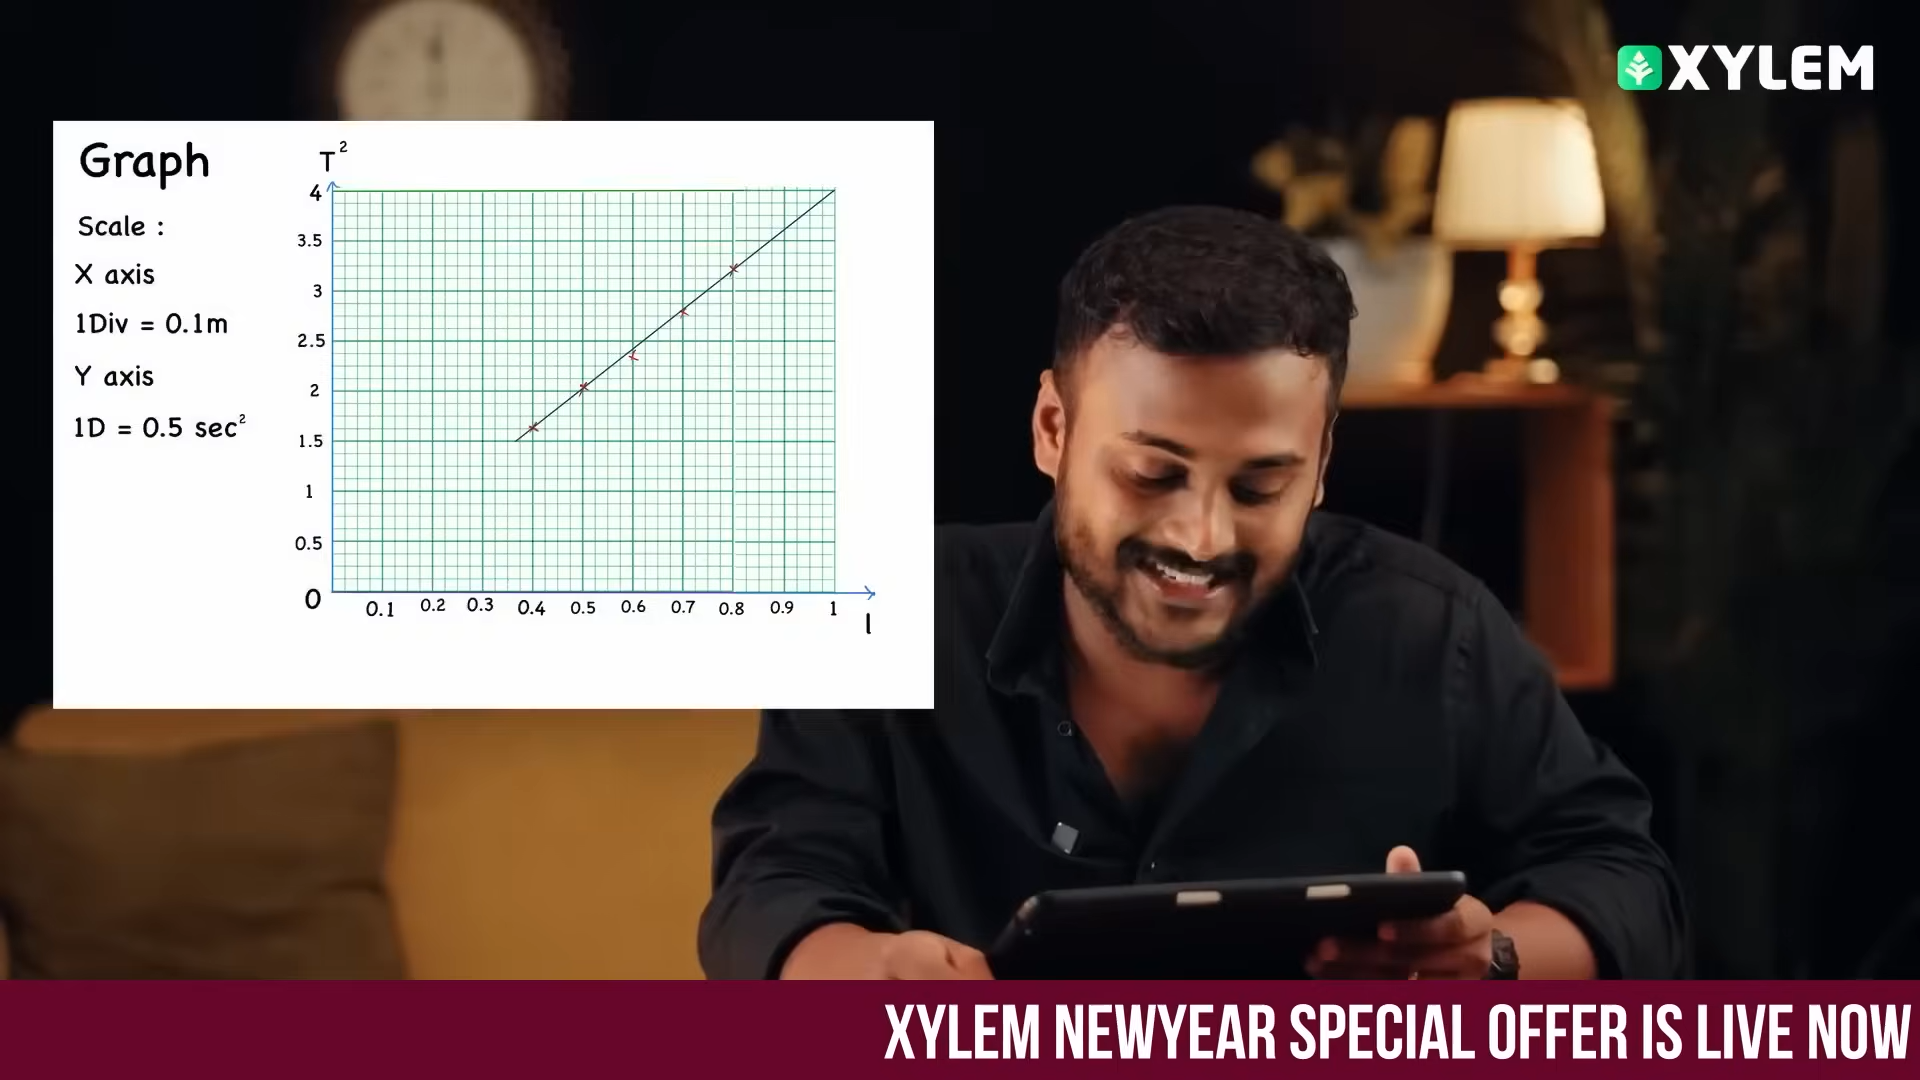 XYLEM
Graph
T²
Scale :
X axis
1Div = 0.1m
Y axis
1D = 0.5 sec²
4
3.5
3
2.5
2
1.5
1
0.5
0
0.1 0.2 0.3 0.4 0.5 0.6 0.7 0.8 0.9 1
l
XYLEM NEWYEAR SPECIAL OFFER IS LIVE NOW